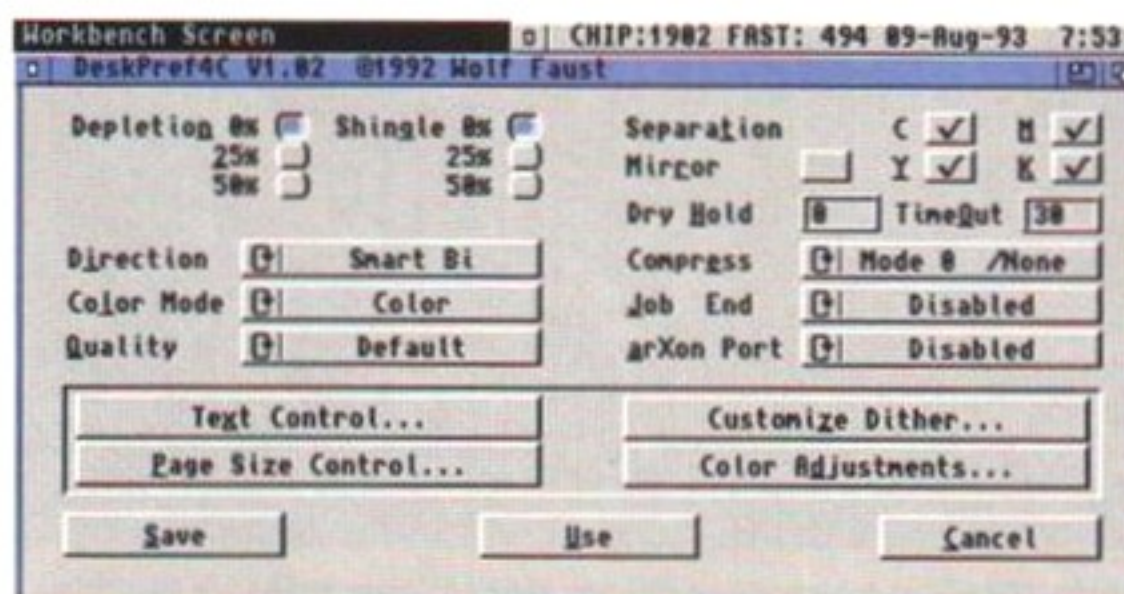 Workbench Screen CHIP:1902 FAST: 494 09-Aug-93 7:53
DeskPref4C V1.02 ©1992 Wolf Faust
Depletion 0% Shingle 0% Separation C M
25% 25% Mirror Y K
50% 50%
Dry Hold 0 TimeOut 30
Direction Smart Bi Compress Mode 0 /None
Color Mode Color Job End Disabled
Quality Default arXon Port Disabled
Text Control... Customize Dither...
Page Size Control... Color Adjustments...
Save Use Cancel